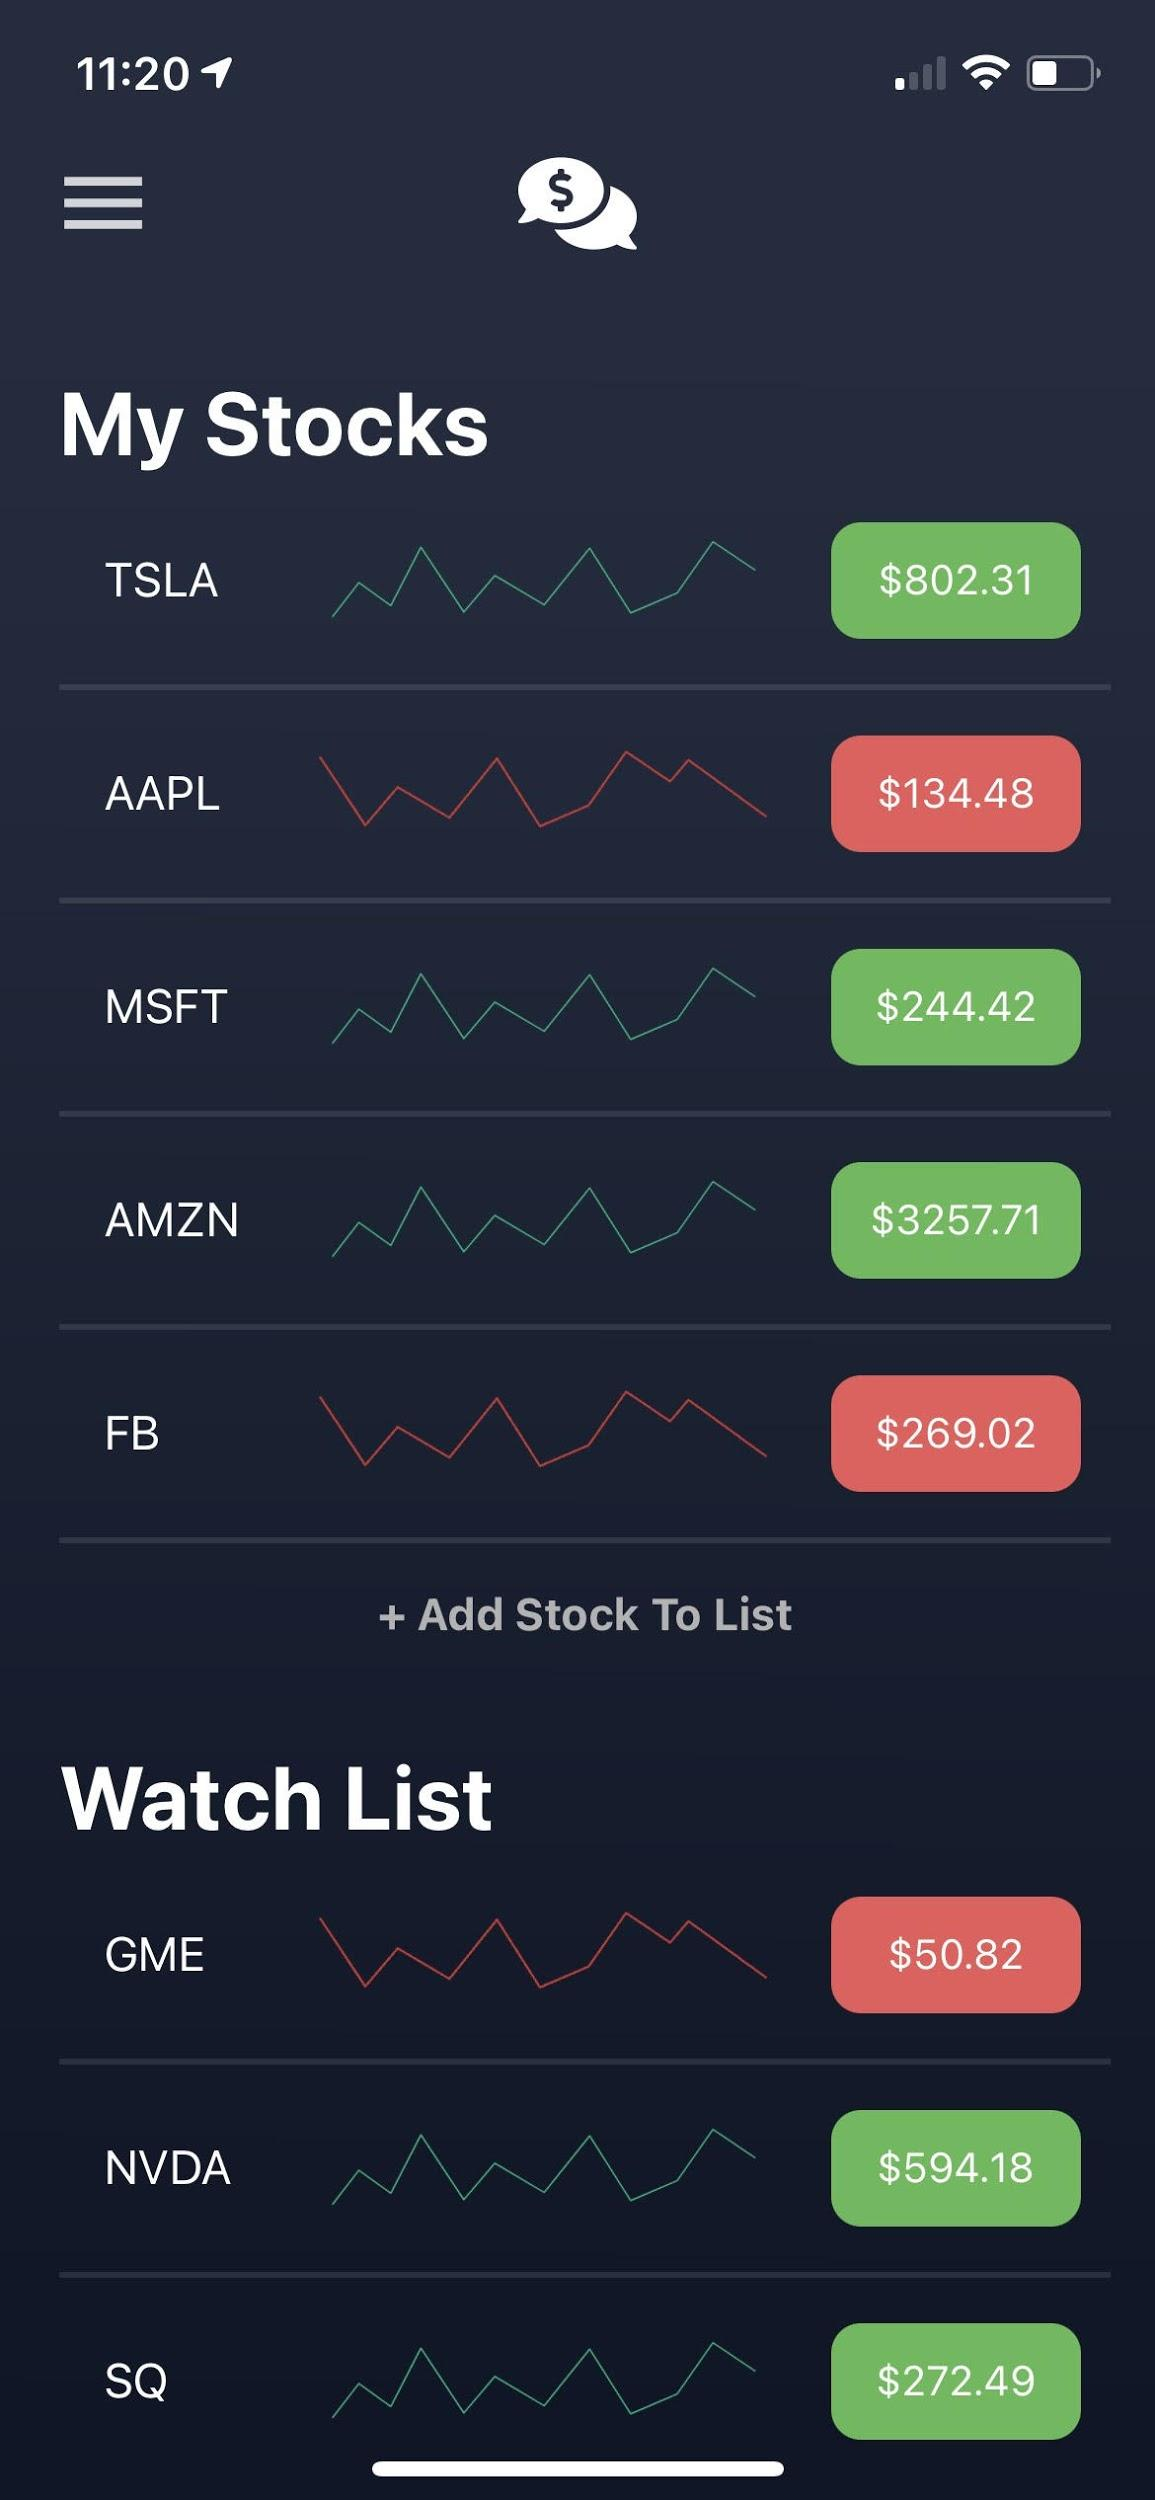 11:20
$
My Stocks
TSLA $802.31
AAPL $134.48
MSFT $244.42
AMZN $3257.71
FB $269.02
+ Add Stock To List
Watch List
GME $50.82
NVDA $594.18
SQ $272.49